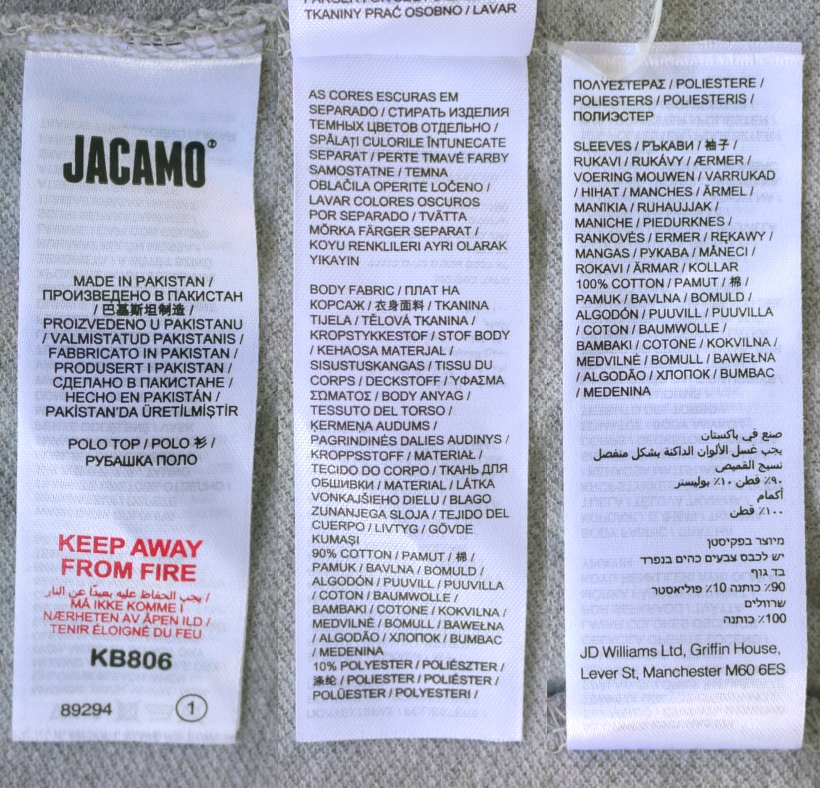 JACAMO®
MADE IN PAKISTAN /
ПРОИЗВЕДЕНО В ПАКИСТАН
/ 巴基斯坦制造 /
PROIZVEDENO U PAKISTANU
/ VALMISTATUD PAKISTANIS /
FABBRICATO IN PAKISTAN /
PRODUSERT I PAKISTAN /
СДЕЛАНО В ПАКИСТАНЕ /
HECHO EN PAKISTÁN /
PAKİSTAN'DA ÜRETİLMİŞTİR
POLO TOP / POLO 衫 /
РУБАШКА ПОЛО
KEEP AWAY
FROM FIRE
يجب الحفاظ عليه بعيدًا عن النار /
MÅ IKKE KOMME I
NÆRHETEN AV ÅPEN ILD /
TENIR ÉLOIGNÉ DU FEU
KB806
89294 1
TKANINY PRAĆ OSOBNO / LAVAR
AS CORES ESCURAS EM
SEPARADO / СТИРАТЬ ИЗДЕЛИЯ
ТЕМНЫХ ЦВЕТОВ ОТДЕЛЬНО /
SPĂLAȚI CULORILE ÎNTUNECATE
SEPARAT / PERTE TMAVÉ FARBY
SAMOSTATNE / TEMNA
OBLAČILA OPERITE LOČENO /
LAVAR COLORES OSCUROS
POR SEPARADO / TVÄTTA
MÖRKA FÄRGER SEPARAT /
KOYU RENKLILERI AYRI OLARAK
YIKAYIN
BODY FABRIC / ПЛАТ НА
КОРСАЖ / 衣身面料 / TKANINA
TIJELA / TĚLOVÁ TKANINA /
KROPSTYKKESTOF / STOF BODY
/ KEHAOSA MATERJAL /
SISUSTUSKANGAS / TISSU DU
CORPS / DECKSTOFF / ΎΦΑΣΜΑ
ΣΏΜΑΤΟΣ / BODY ANYAG /
TESSUTO DEL TORSO /
ĶERMEŅA AUDUMS /
PAGRINDINĖS DALIES AUDINYS /
KROPPSSTOFF / MATERIAŁ /
TECIDO DO CORPO / ТКАНЬ ДЛЯ
ОБШИВКИ / MATERIAL / LÁTKA
VONKAJŠIEHO DIELU / BLAGO
ZUNANJEGA SLOJA / TEJIDO DEL
CUERPO / LIVTYG / GÖVDE
KUMAŞI
90% COTTON / PAMUT / 棉 /
PAMUK / BAVLNA / BOMULD /
ALGODÓN / PUUVILL / PUUVILLA
/ COTON / BAUMWOLLE /
BAMBAKI / COTONE / KOKVILNA /
MEDVILNĖ / BOMULL / BAWEŁNA
/ ALGODÃO / ХЛОПОК / BUMBAC
/ MEDENINA
10% POLYESTER / POLIÉSZTER /
涤纶 / POLIESTER / POLIÉSTER /
POLÜESTER / POLYESTERI /
ΠΟΛΥΕΣΤΕΡΑΣ / POLIESTERE /
POLIESTERS / POLIESTERIS /
ПОЛИЭСТЕР
SLEEVES / РЪКАВИ / 袖子 /
RUKAVI / RUKÁVY / ÆRMER /
VOERING MOUWEN / VARRUKAD
/ HIHAT / MANCHES / ÄRMEL /
ΜΑΝΊΚΙΑ / RUHAUJJAK /
MANICHE / PIEDURKNES /
RANKOVĖS / ERMER / RĘKAWY /
MANGAS / РУКАВА / MÂNECI /
ROKAVI / ÄRMAR / KOLLAR
100% COTTON / PAMUT / 棉 /
PAMUK / BAVLNA / BOMULD /
ALGODÓN / PUUVILL / PUUVILLA
/ COTON / BAUMWOLLE /
BAMBAKI / COTONE / KOKVILNA /
MEDVILNĖ / BOMULL / BAWEŁNA
/ ALGODÃO / ХЛОПОК / BUMBAC
/ MEDENINA
صنع في باكستان
يجب غسل الألوان الداكنة بشكل منفصل
نسيج القميص
٩٠٪ قطن ١٠٪ بوليستر
أكمام
١٠٠٪ قطن
מיוצר בפקיסטן
יש לכבס צבעים כהים בנפרד
בד גוף
90٪ כותנה 10٪ פוליאסטר
שרוולים
100٪ כותנה
JD Williams Ltd, Griffin House,
Lever St, Manchester M60 6ES